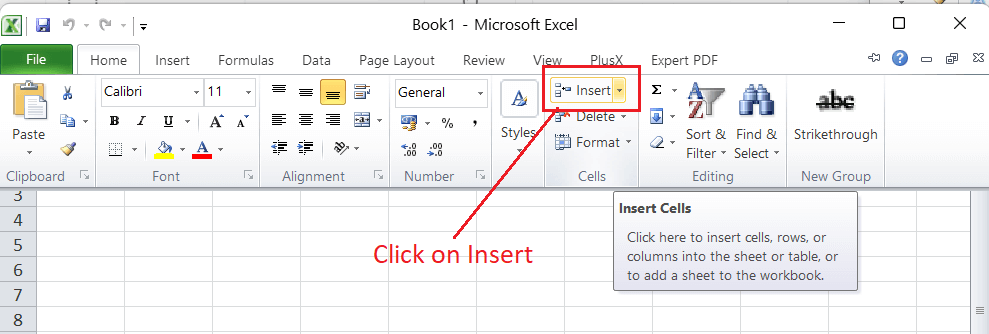 Book1 - Microsoft Excel
File Home Insert Formulas Data Page Layout Review View PlusX Expert PDF
Calibri 11 General Insert Σ
Paste B I U A A % , Styles Delete Sort & Filter Find & Select abc Strikethrough
A .00 .0 Format
Clipboard Font Alignment Number Cells Editing New Group
3
4
5
6
7
8
Click on Insert
Insert Cells
Click here to insert cells, rows, or
columns into the sheet or table, or
to add a sheet to the workbook.